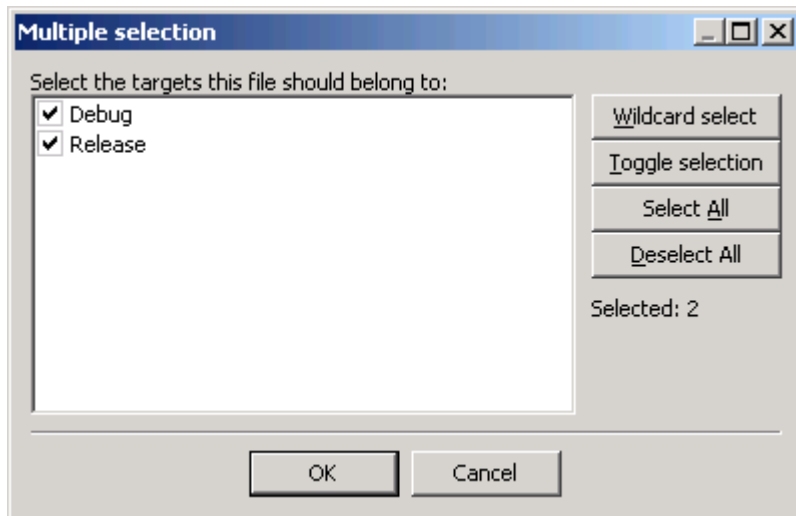 Multiple selection
Select the targets this file should belong to:
Debug
Release
Wildcard select
Toggle selection
Select All
Deselect All
Selected: 2
OK
Cancel